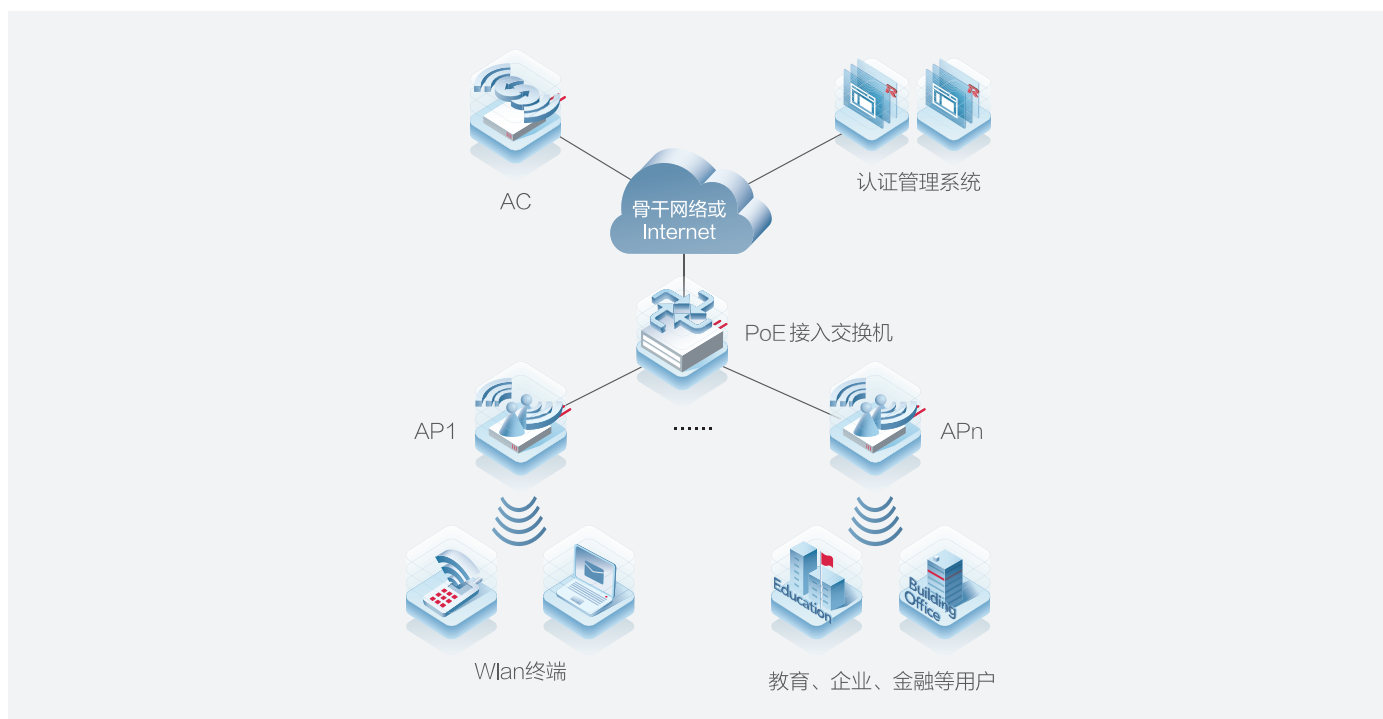 AC
认证管理系统
骨干网络或
Internet
PoE 接入交换机
AP1
......
APn
Education
Building
Office
Wlan终端
教育、企业、金融等用户